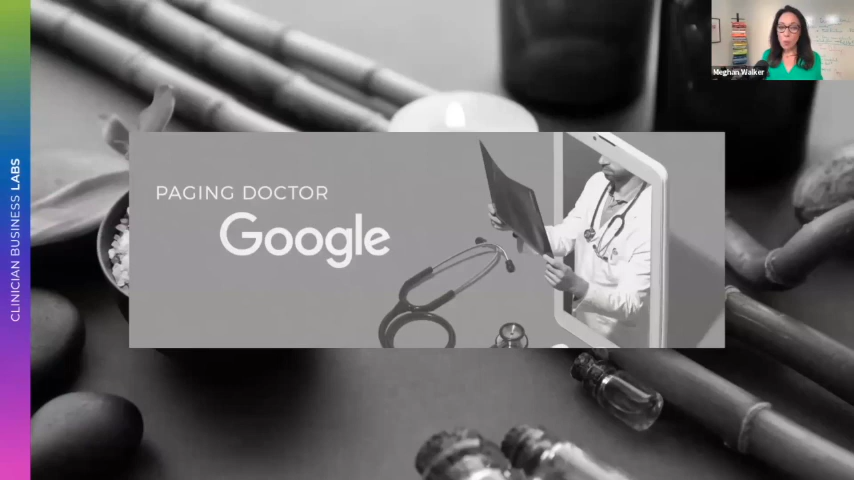 CLINICIAN BUSINESS LABS
PAGING DOCTOR
Google
Meghan Walker